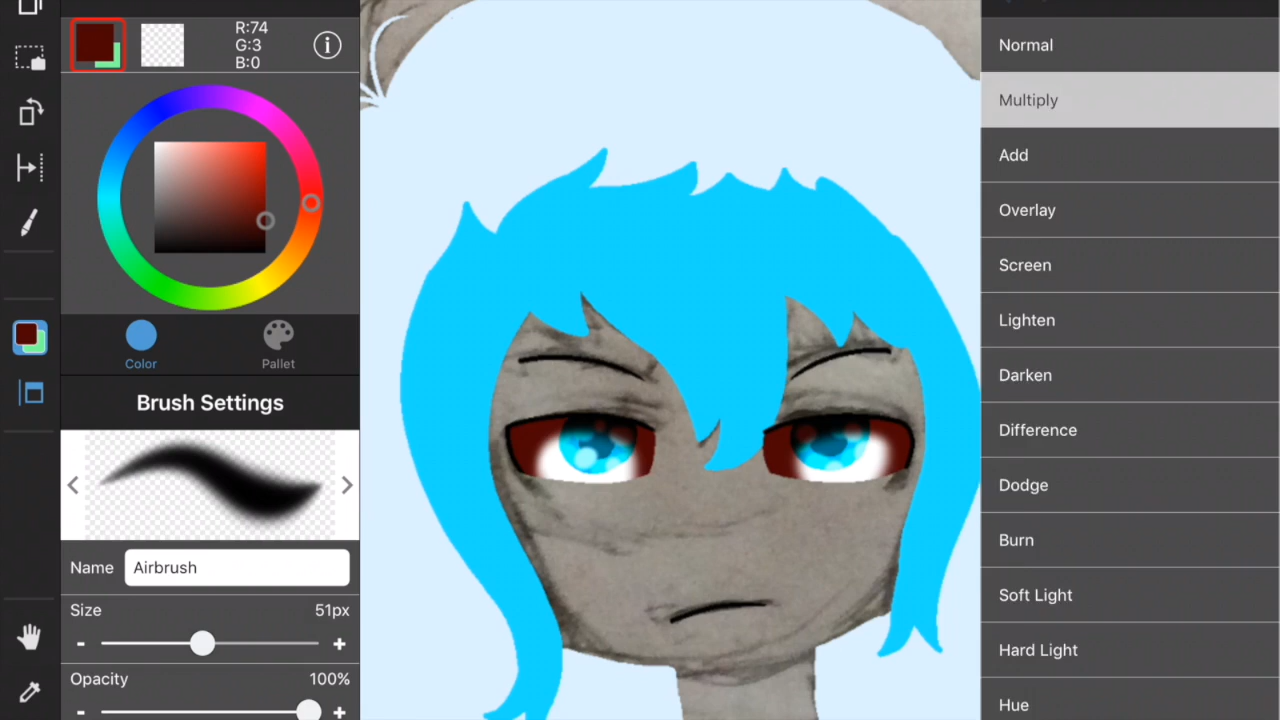 R:74
G:3
B:0
Color
Pallet
Brush Settings
Name
Airbrush
Size
51px
-
+
Opacity
100%
-
+
Normal
Multiply
Add
Overlay
Screen
Lighten
Darken
Difference
Dodge
Burn
Soft Light
Hard Light
Hue